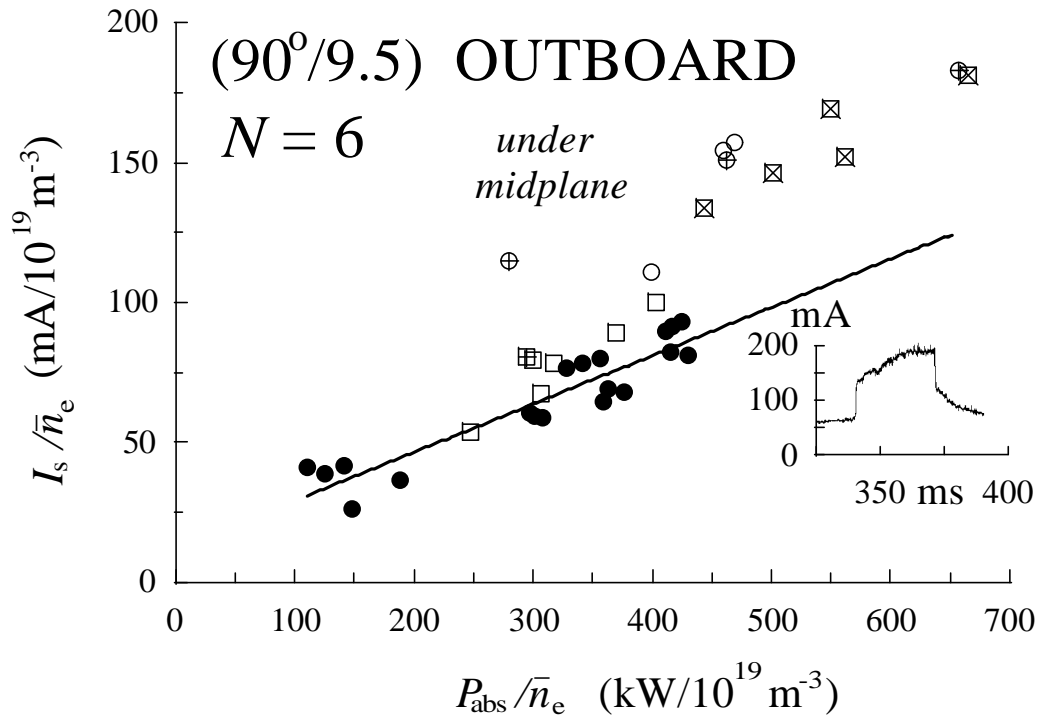 200
(90°/9.5) OUTBOARD
N = 6
under
midplane
150
100
50
0
I_s / n̄_e (mA/10^19 m^-3)
mA
200
100
0
350 ms 400
0 100 200 300 400 500 600 700
P_abs / n̄_e (kW/10^19 m^-3)